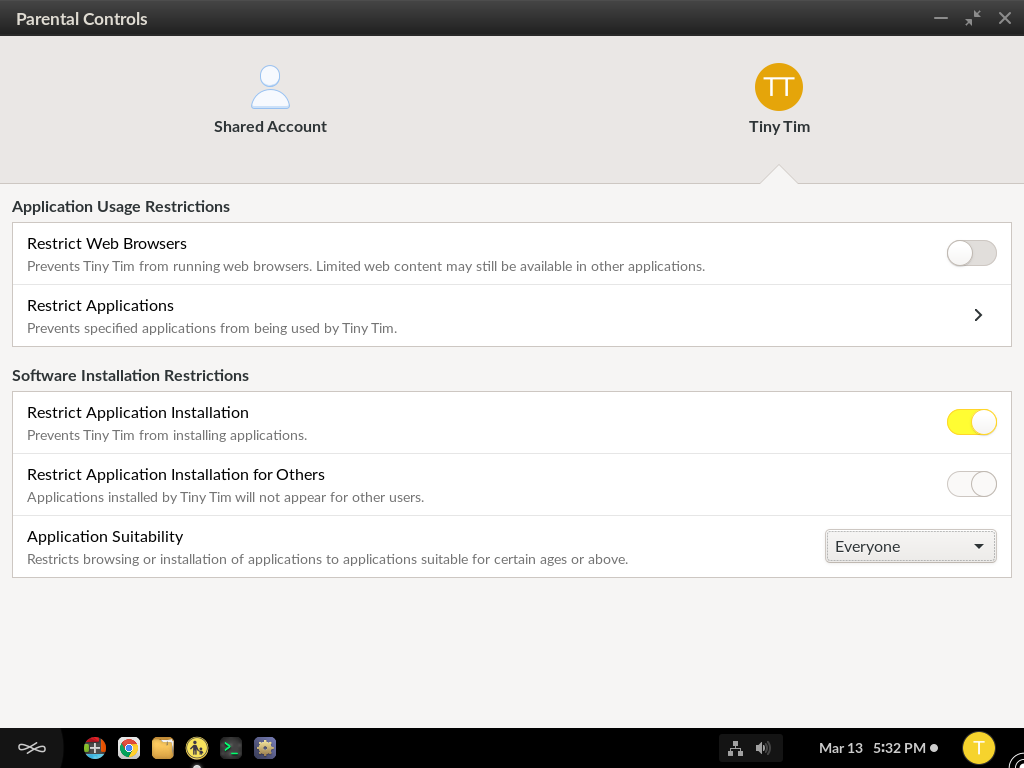 Parental Controls
Shared Account
TT
Tiny Tim
Application Usage Restrictions
Restrict Web Browsers
Prevents Tiny Tim from running web browsers. Limited web content may still be available in other applications.
Restrict Applications
Prevents specified applications from being used by Tiny Tim.
Software Installation Restrictions
Restrict Application Installation
Prevents Tiny Tim from installing applications.
Restrict Application Installation for Others
Applications installed by Tiny Tim will not appear for other users.
Application Suitability
Restricts browsing or installation of applications to applications suitable for certain ages or above.
Everyone
Mar 13 5:32 PM
T